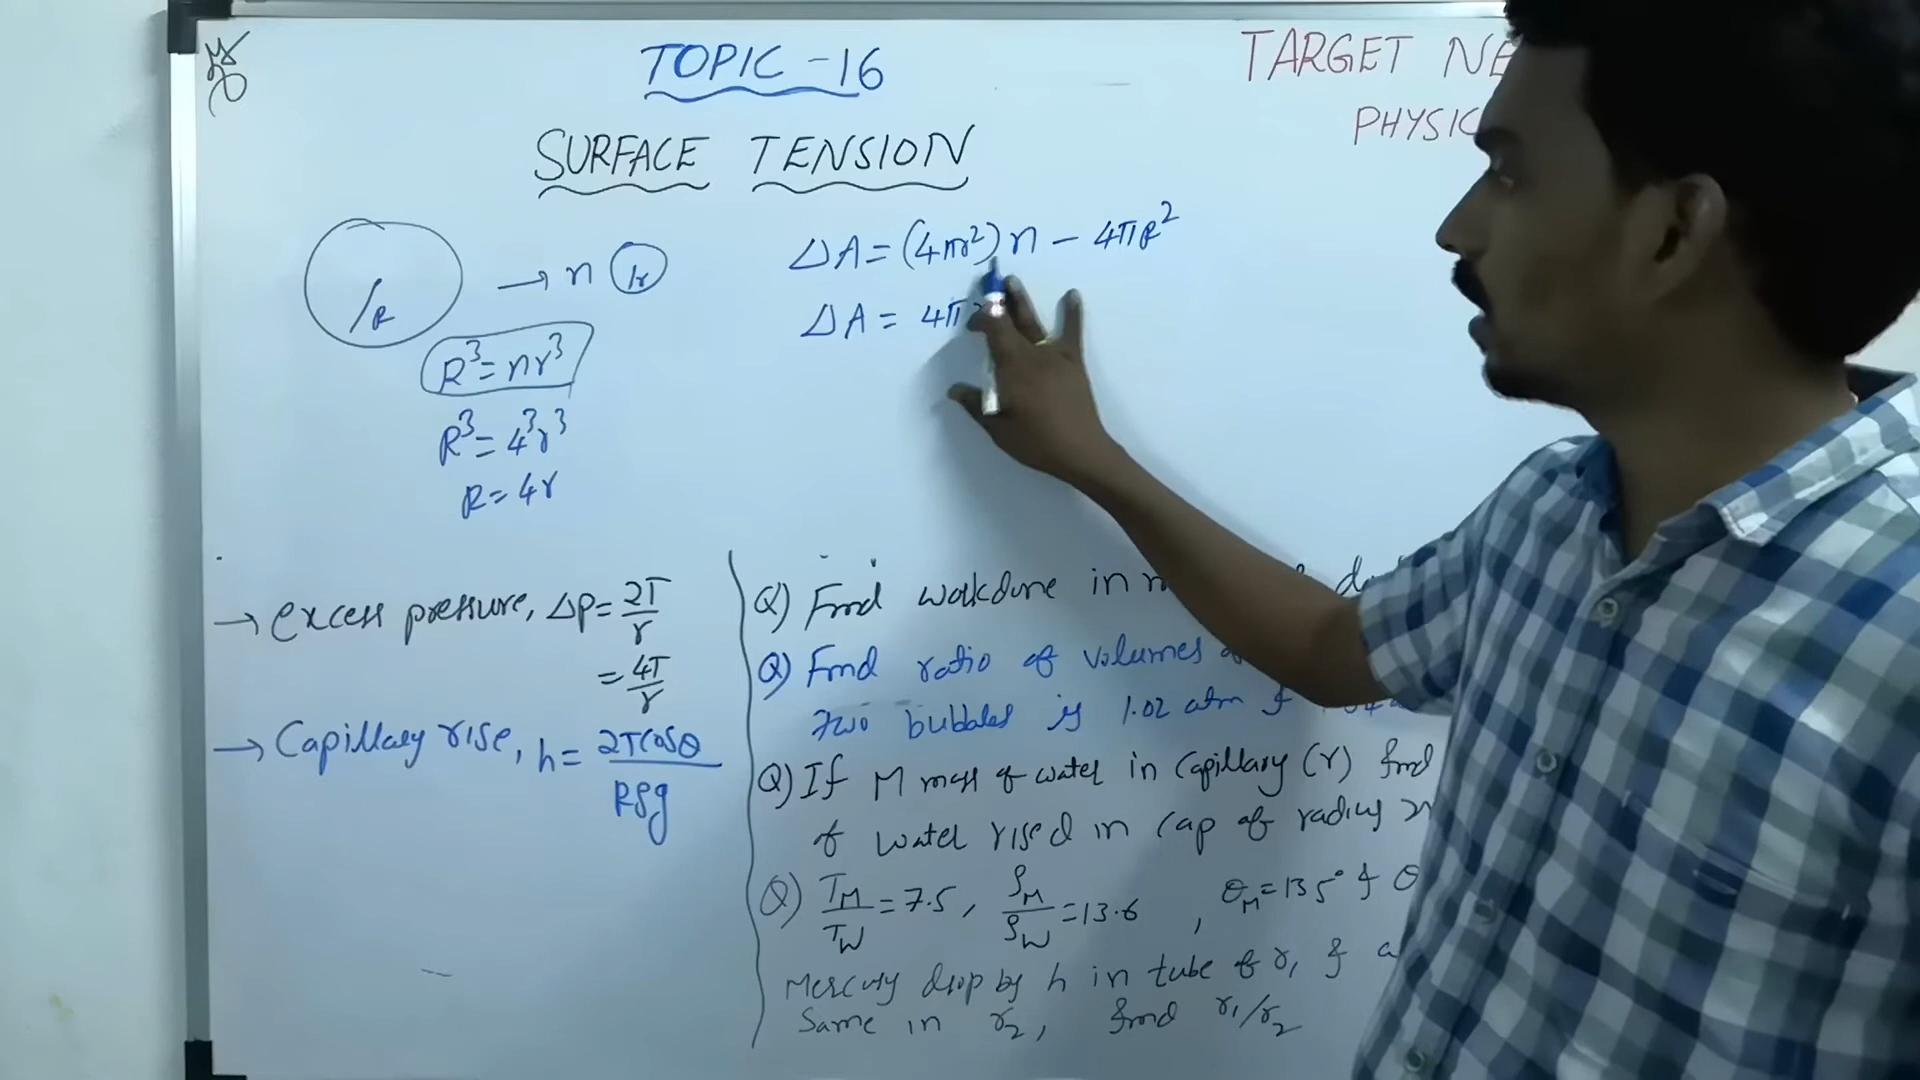 TOPIC - 16
TARGET NE
PHYSIC
SURFACE TENSION
R
→ n r
R³ = nr³
R³ = 4³r³
R = 4r
ΔA = (4πr²)n − 4πR²
ΔA = 4π
→ excess pressure, ΔP = 2T/r
= 4T/r
→ Capillary rise, h = 2Tcosθ/Rρg
Q) Find workdone in
Q) Find ratio of volumes
two bubbles is 1.02 atm &
Q) If M mass of water in capillary (r) find
of water rised in cap of radius
Q) T_M/T_W = 7.5, ρ_M/ρ_W = 13.6, θ_M = 135° & θ
Mercury drop by h in tube of r₁ &
Same in r₂, find r₁/r₂